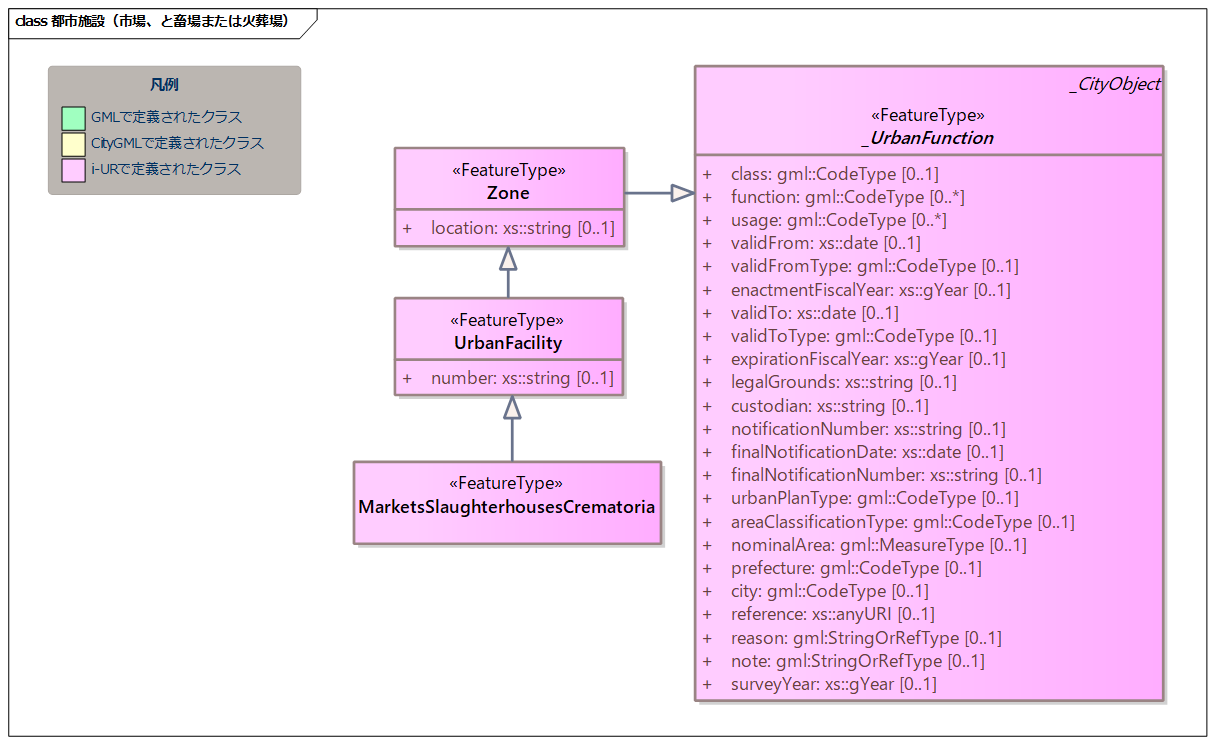 class 都市施設（市場、と畜場または火葬場）
凡例
GMLで定義されたクラス
CityGMLで定義されたクラス
i-URで定義されたクラス
«FeatureType»
Zone
+ location: xs::string [0..1]
«FeatureType»
UrbanFacility
+ number: xs::string [0..1]
«FeatureType»
MarketsSlaughterhousesCrematoria
_CityObject
«FeatureType»
_UrbanFunction
+ class: gml::CodeType [0..1]
+ function: gml::CodeType [0..*]
+ usage: gml::CodeType [0..*]
+ validFrom: xs::date [0..1]
+ validFromType: gml::CodeType [0..1]
+ enactmentFiscalYear: xs::gYear [0..1]
+ validTo: xs::date [0..1]
+ validToType: gml::CodeType [0..1]
+ expirationFiscalYear: xs::gYear [0..1]
+ legalGrounds: xs::string [0..1]
+ custodian: xs::string [0..1]
+ notificationNumber: xs::string [0..1]
+ finalNotificationDate: xs::date [0..1]
+ finalNotificationNumber: xs::string [0..1]
+ urbanPlanType: gml::CodeType [0..1]
+ areaClassificationType: gml::CodeType [0..1]
+ nominalArea: gml::MeasureType [0..1]
+ prefecture: gml::CodeType [0..1]
+ city: gml::CodeType [0..1]
+ reference: xs::anyURI [0..1]
+ reason: gml:StringOrRefType [0..1]
+ note: gml:StringOrRefType [0..1]
+ surveyYear: xs::gYear [0..1]